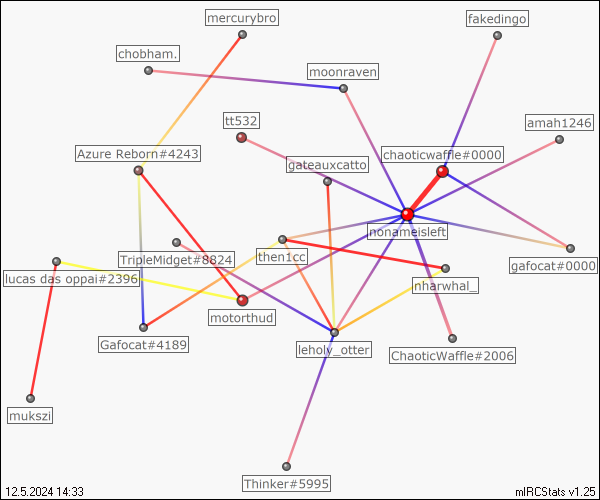 mercurybro
fakedingo
chobham.
moonraven
tt532
amah1246
Azure Reborn#4243
chaoticwaffle#0000
gateauxcatto
nonameisleft
TripleMidget#8824
then1cc
gafocat#0000
lucas das oppai#2396
nharwhal_
motorthud
Gafocat#4189
leholy_otter
ChaoticWaffle#2006
mukszi
Thinker#5995
12.5.2024 14:33
mIRCStats v1.25